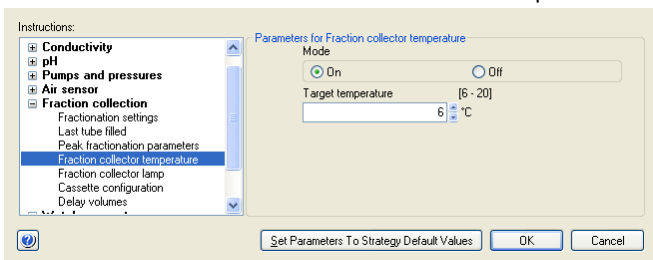 Instructions:
Conductivity
pH
Pumps and pressures
Air sensor
Fraction collection
Fractionation settings
Last tube filled
Peak fractionation parameters
Fraction collector temperature
Fraction collector lamp
Cassette configuration
Delay volumes
Parameters for Fraction collector temperature
Mode
On Off
Target temperature [6 - 20]
6 °C
Set Parameters To Strategy Default Values OK Cancel